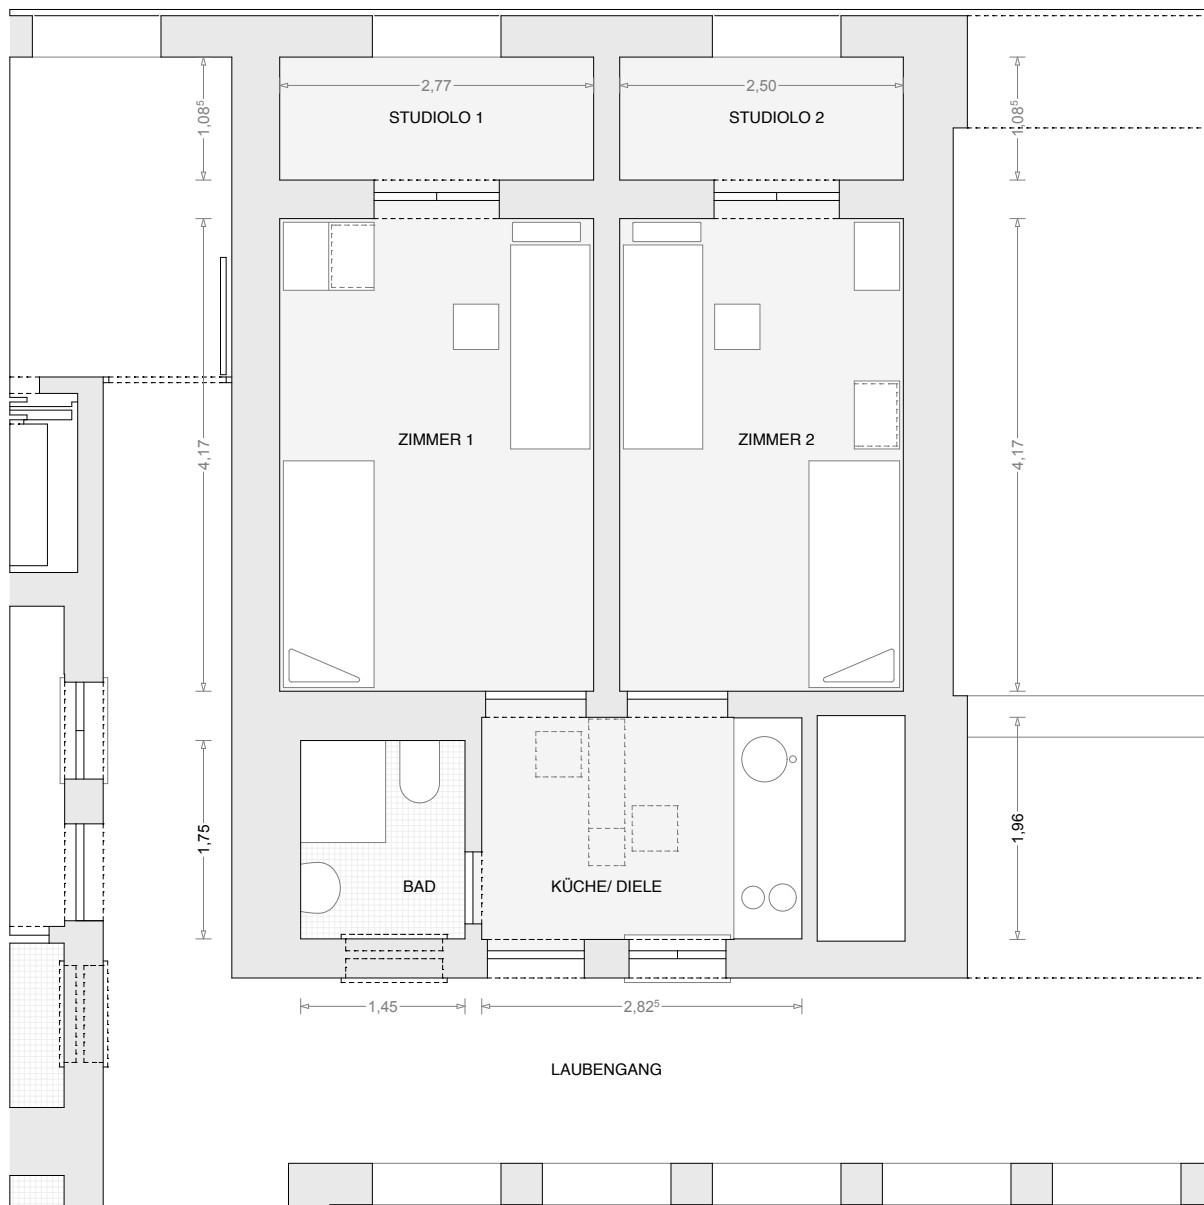 2,77
2,50
1,08⁵
1,08⁵
STUDIOLO 1
STUDIOLO 2
4,17
ZIMMER 1
ZIMMER 2
4,17
1,75
BAD
KÜCHE/ DIELE
1,96
1,45
2,82⁵
LAUBENGANG